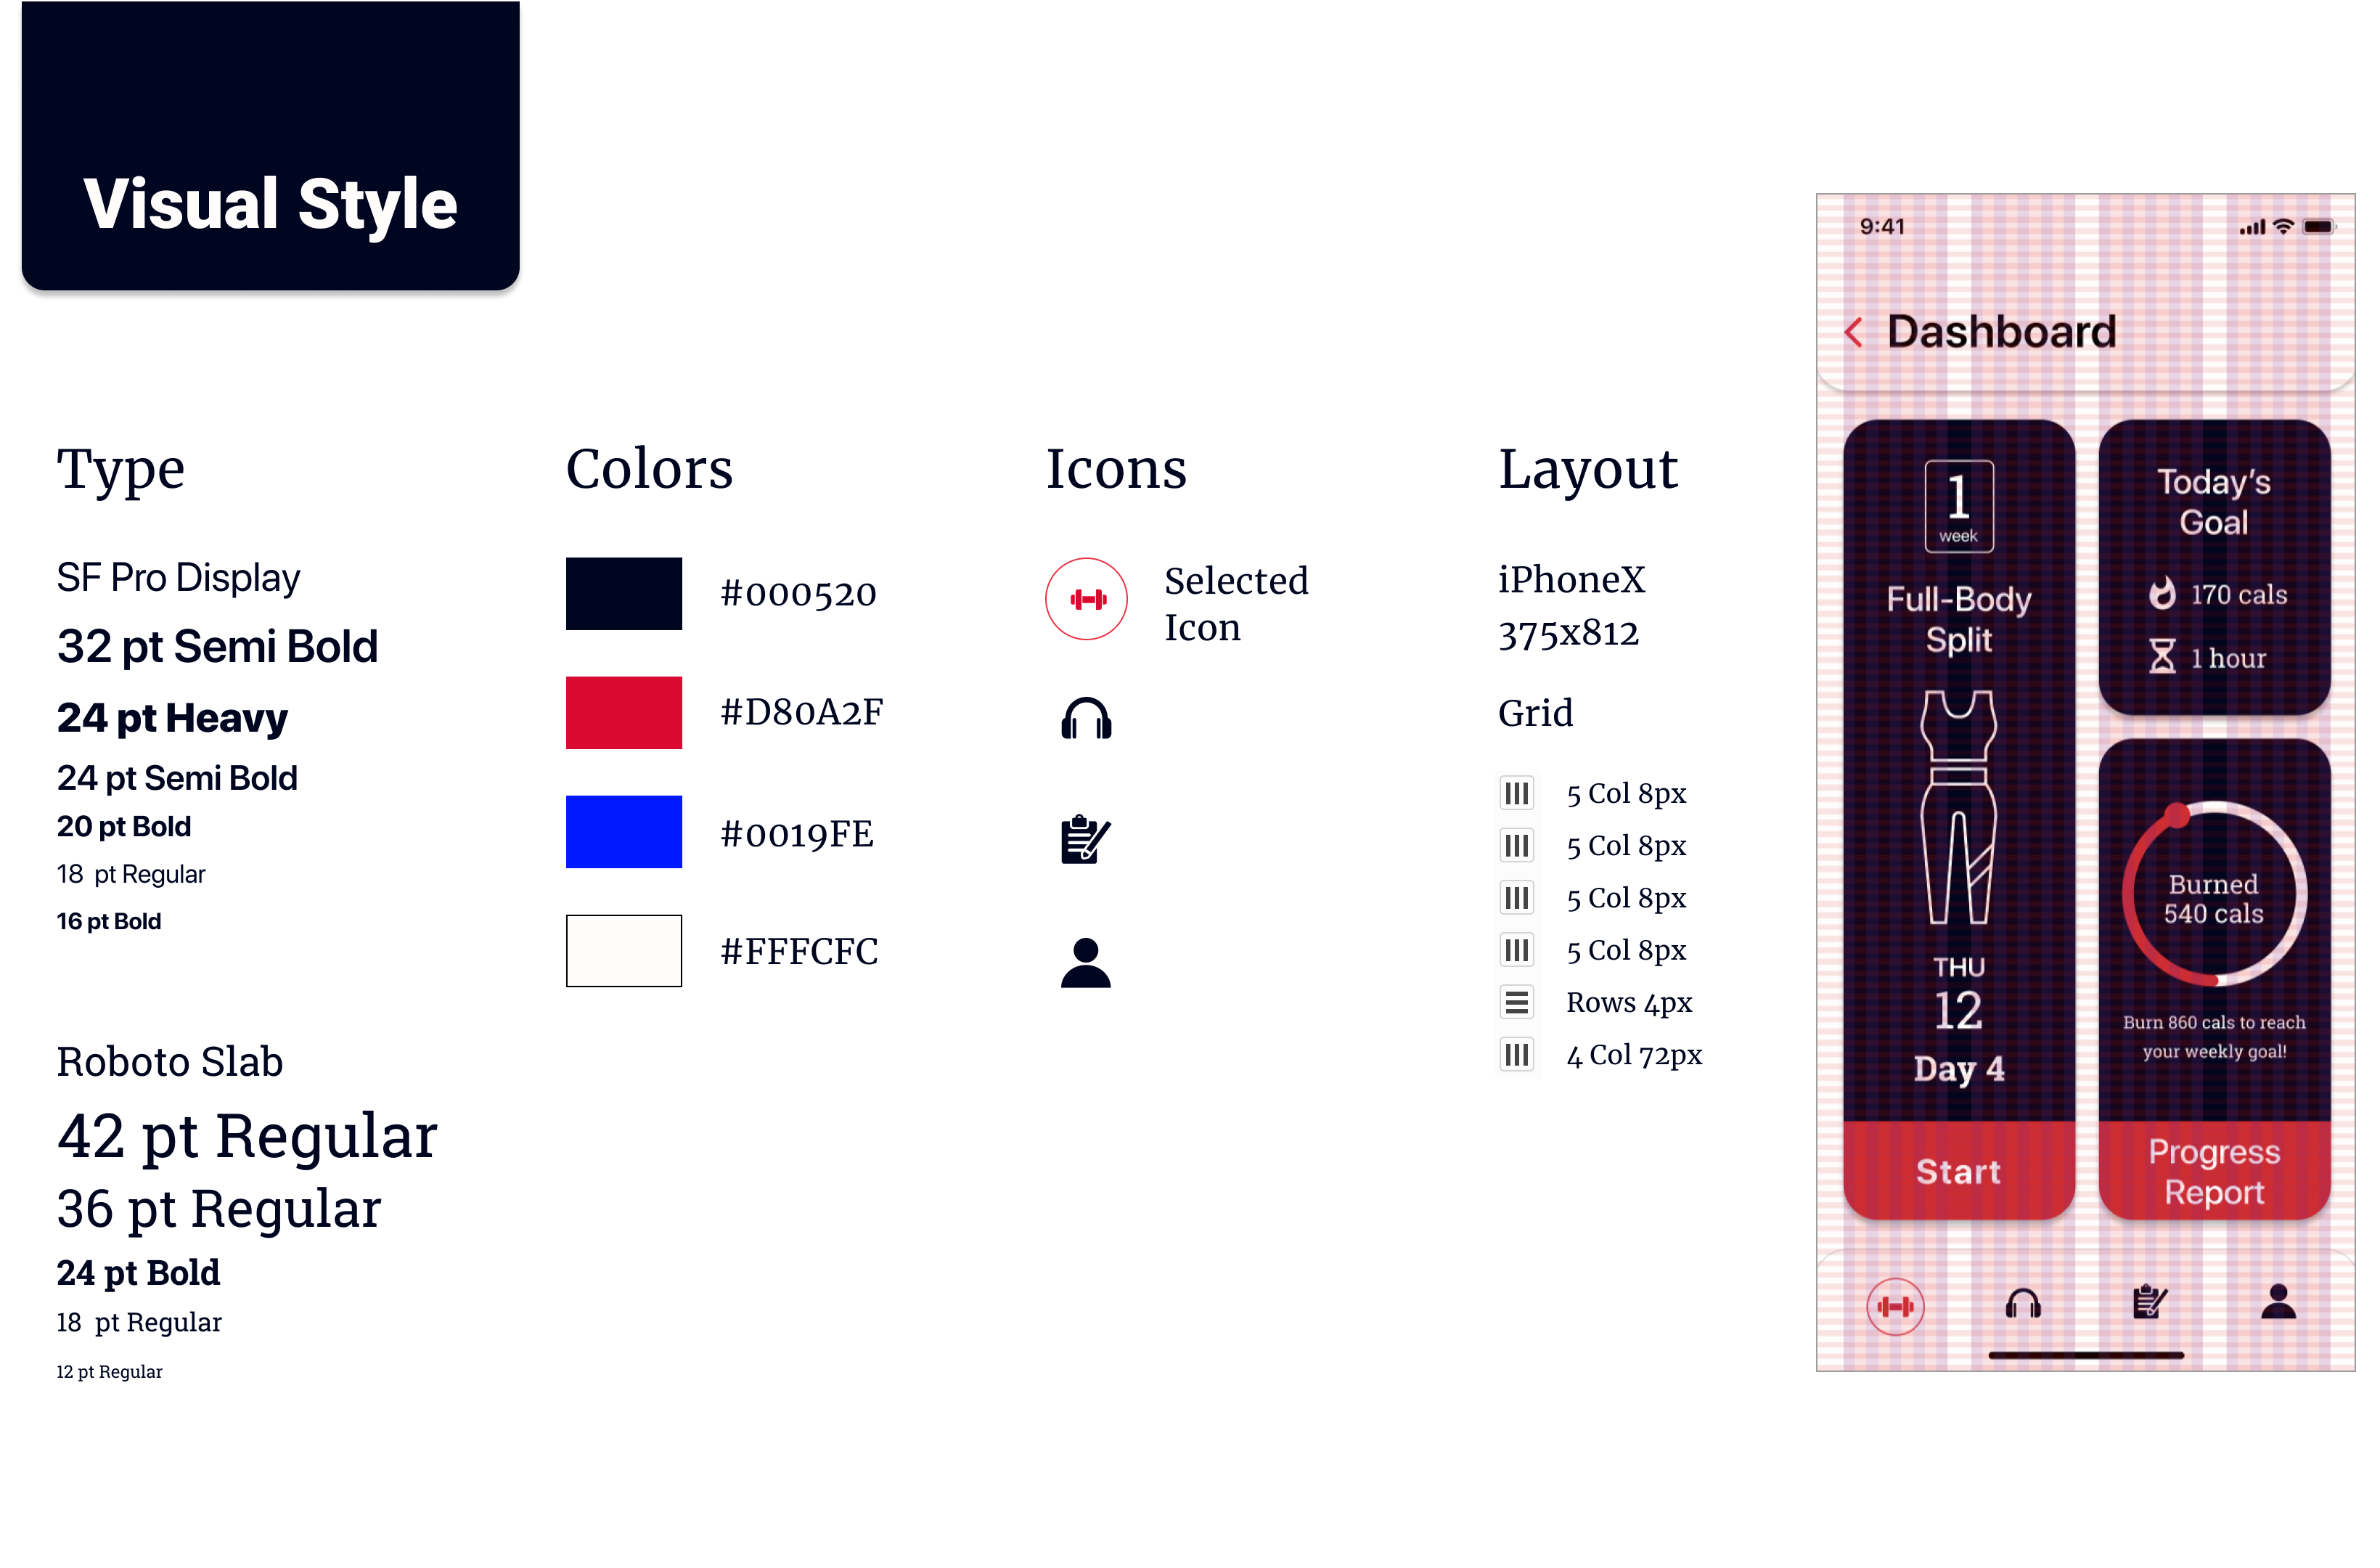 Visual Style
Type
SF Pro Display
32 pt Semi Bold
24 pt Heavy
24 pt Semi Bold
20 pt Bold
18 pt Regular
16 pt Bold
Roboto Slab
42 pt Regular
36 pt Regular
24 pt Bold
18 pt Regular
12 pt Regular
Colors
#000520
#D80A2F
#0019FE
#FFFCFC
Icons
Selected
Icon
Layout
iPhoneX
375x812
Grid
5 Col 8px
5 Col 8px
5 Col 8px
5 Col 8px
Rows 4px
4 Col 72px
9:41
Dashboard
1
week
Full-Body
Split
THU
12
Day 4
Start
Today's
Goal
170 cals
1 hour
Burned
540 cals
Burn 860 cals to reach
your weekly goal!
Progress
Report